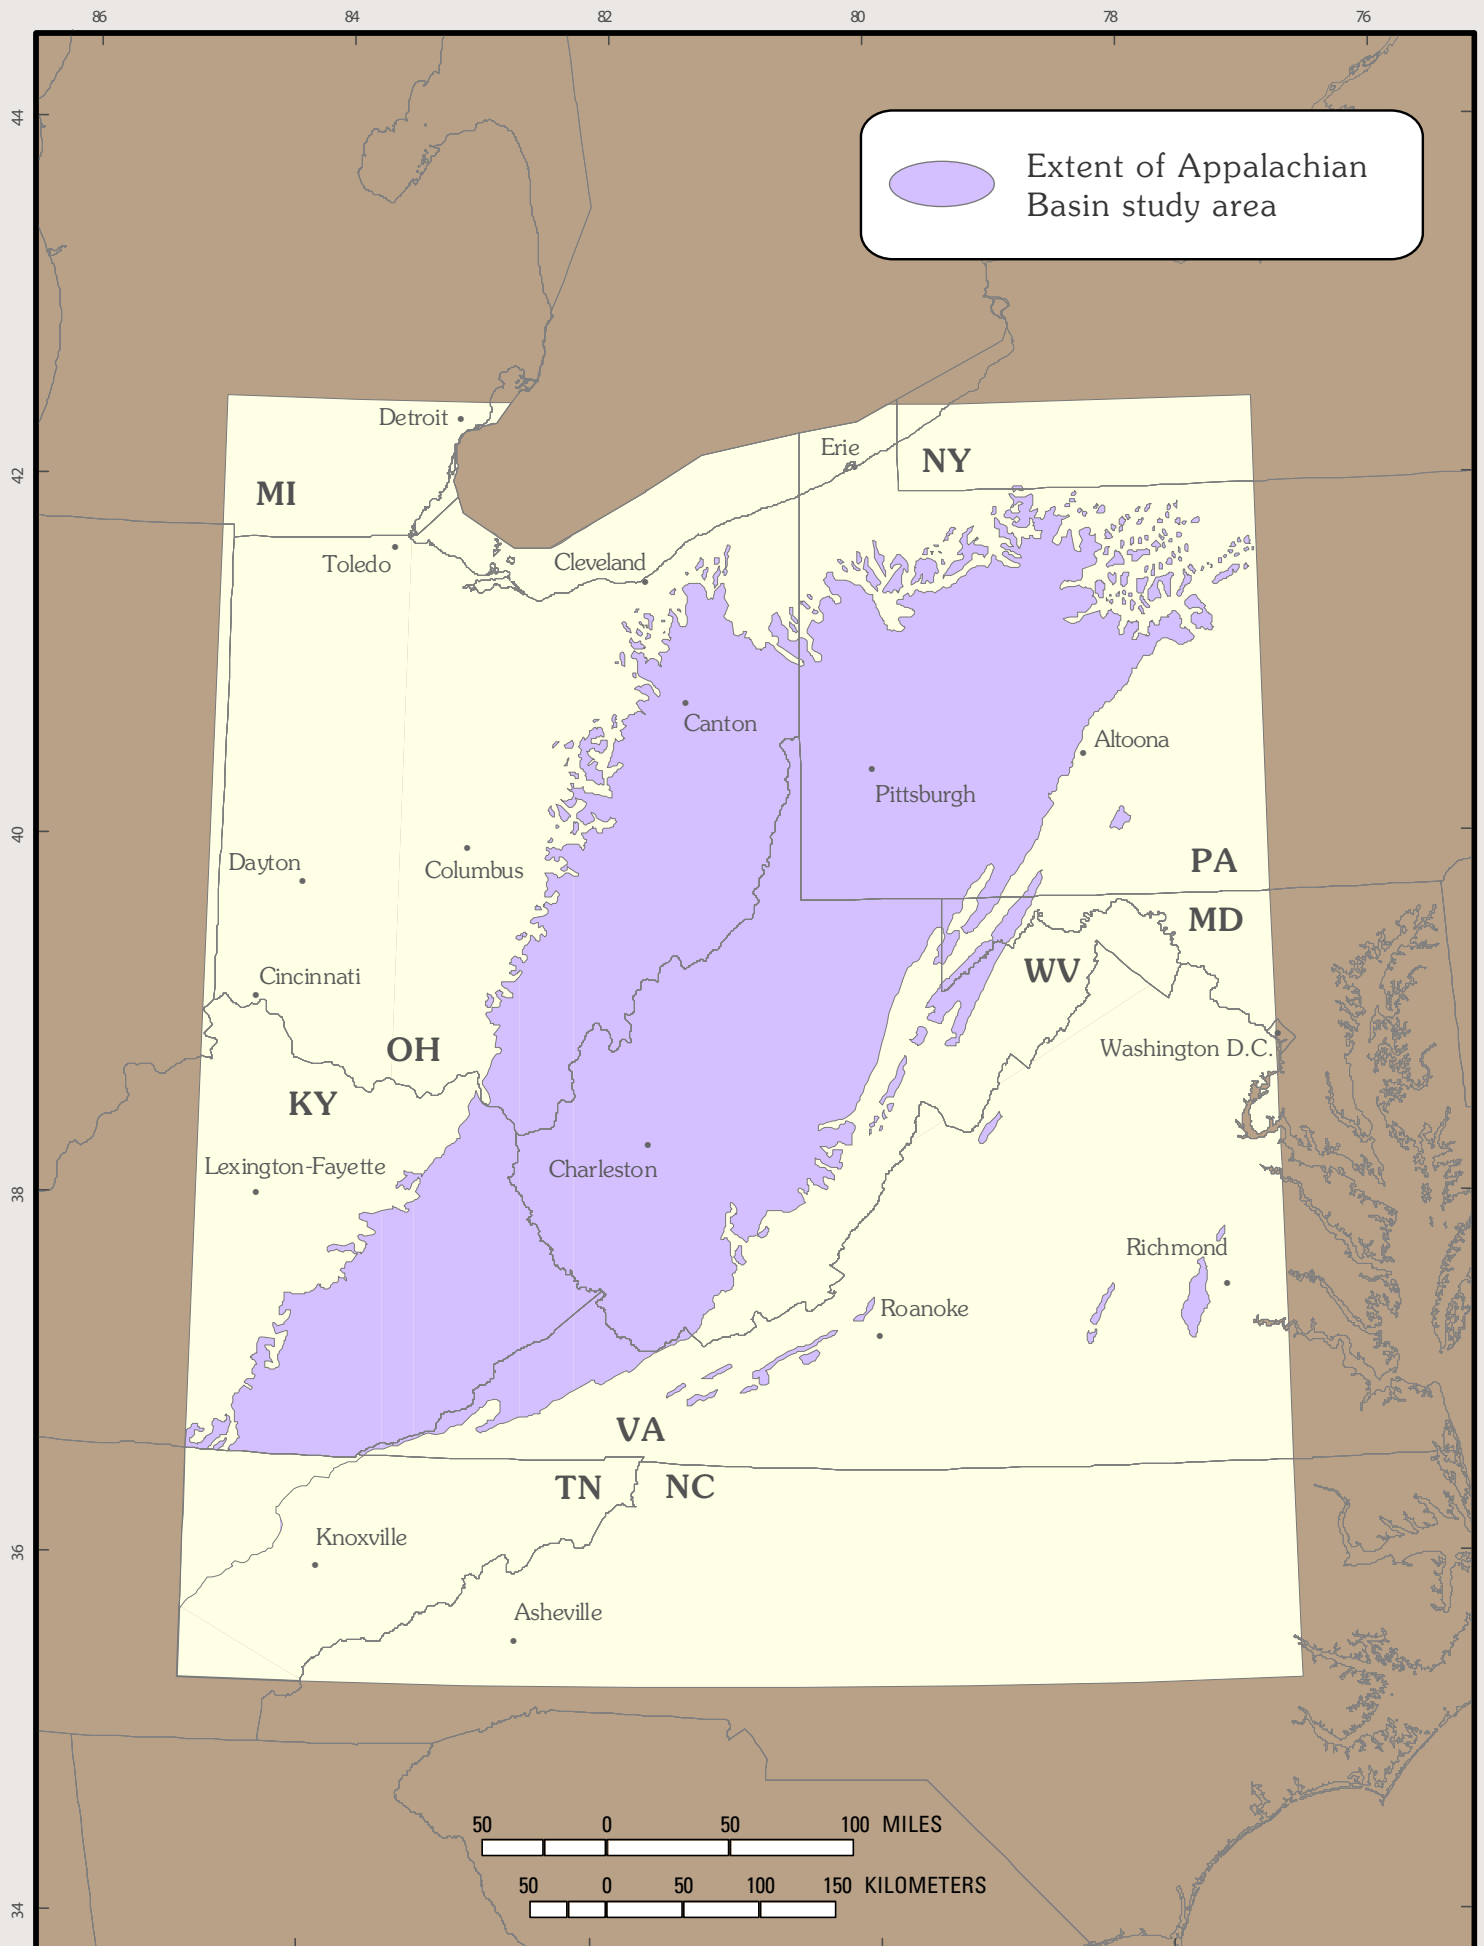 86 84 82 80 78 76
44
Extent of Appalachian
Basin study area
Detroit
Erie
NY
42
MI
Cleveland
Toledo
Canton
Altoona
Pittsburgh
40
Dayton
Columbus
PA
MD
Cincinnati
WV
OH
Washington D.C.
KY
Lexington-Fayette
Charleston
38
Richmond
Roanoke
VA
TN NC
Knoxville
36
Asheville
50 0 50 100 MILES
50 0 50 100 150 KILOMETERS
34